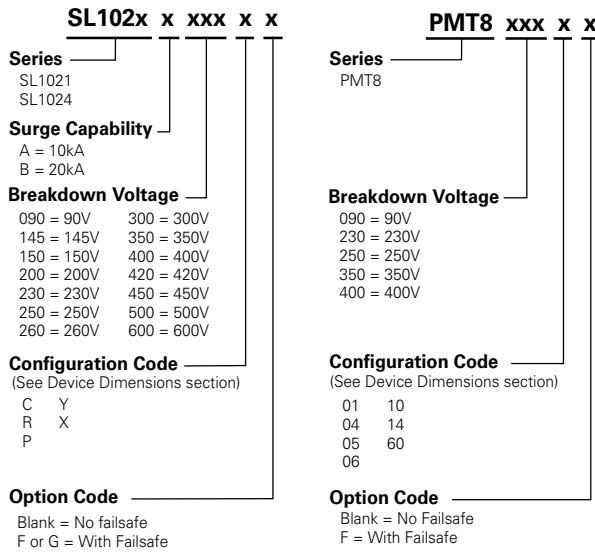 SL102x x xxx x x
Series
SL1021
SL1024
Surge Capability
A = 10kA
B = 20kA
Breakdown Voltage
090 = 90V 300 = 300V
145 = 145V 350 = 350V
150 = 150V 400 = 400V
200 = 200V 420 = 420V
230 = 230V 450 = 450V
250 = 250V 500 = 500V
260 = 260V 600 = 600V
Configuration Code
(See Device Dimensions section)
C Y
R X
P
Option Code
Blank = No failsafe
F or G = With Failsafe
PMT8 xxx x x
Series
PMT8
Breakdown Voltage
090 = 90V
230 = 230V
250 = 250V
350 = 350V
400 = 400V
Configuration Code
(See Device Dimensions section)
01 10
04 14
05 60
06
Option Code
Blank = No Failsafe
F = With Failsafe